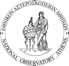 ΕΘΝΙΚΟΝ ΑΣΤΕΡΟΣΚΟΠΕΙΟΝ ΑΘΗΝΩΝ
NATIONAL OBSERVATORY ATHENS